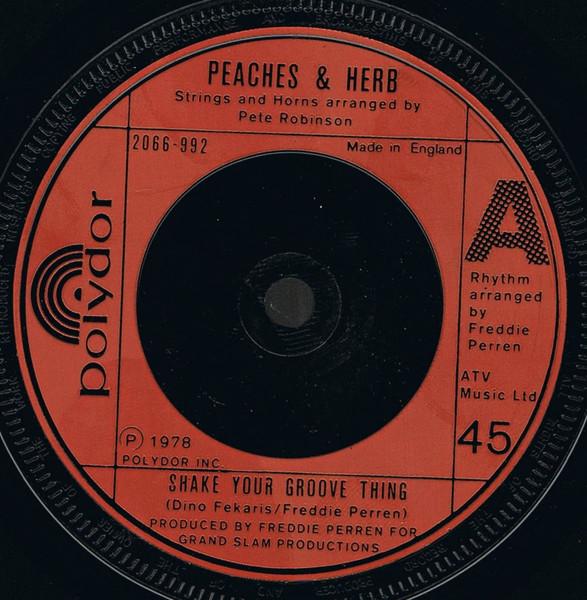 PEACHES & HERB
Strings and Horns arranged by
Pete Robinson
2066-992
Made in England
polydor
A
Rhythm
arranged
by
Freddie
Perren
ATV
Music Ltd
45
Ⓟ 1978
POLYDOR INC.
SHAKE YOUR GROOVE THING
(Dino Fekaris/Freddie Perren)
PRODUCED BY FREDDIE PERREN FOR
GRAND SLAM PRODUCTIONS